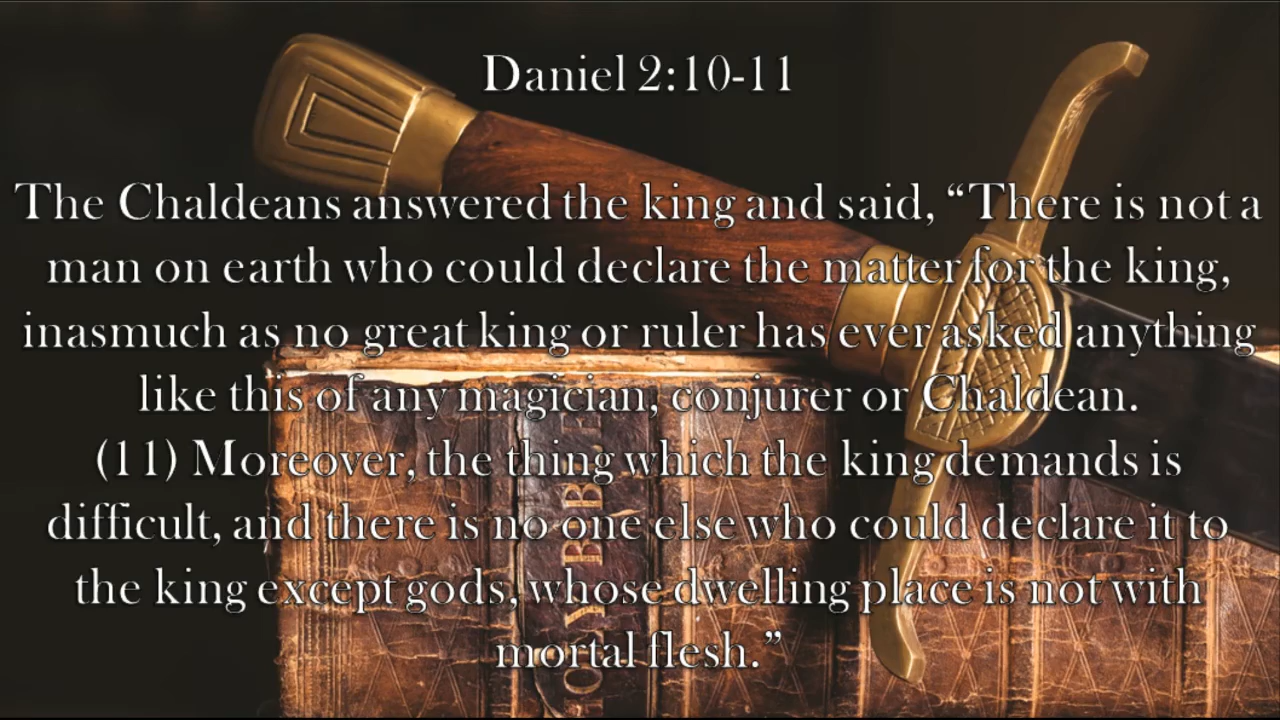 Daniel 2:10-11
The Chaldeans answered the king and said, “There is not a
man on earth who could declare the matter for the king,
inasmuch as no great king or ruler has ever asked anything
like this of any magician, conjurer or Chaldean.
(11) Moreover, the thing which the king demands is
difficult, and there is no one else who could declare it to
the king except gods, whose dwelling place is not with
mortal flesh.”